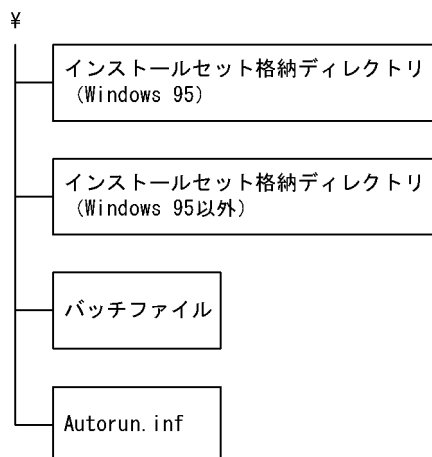 ¥
インストールセット格納ディレクトリ
（Windows 95）
インストールセット格納ディレクトリ
（Windows 95以外）
バッチファイル
Autorun.inf